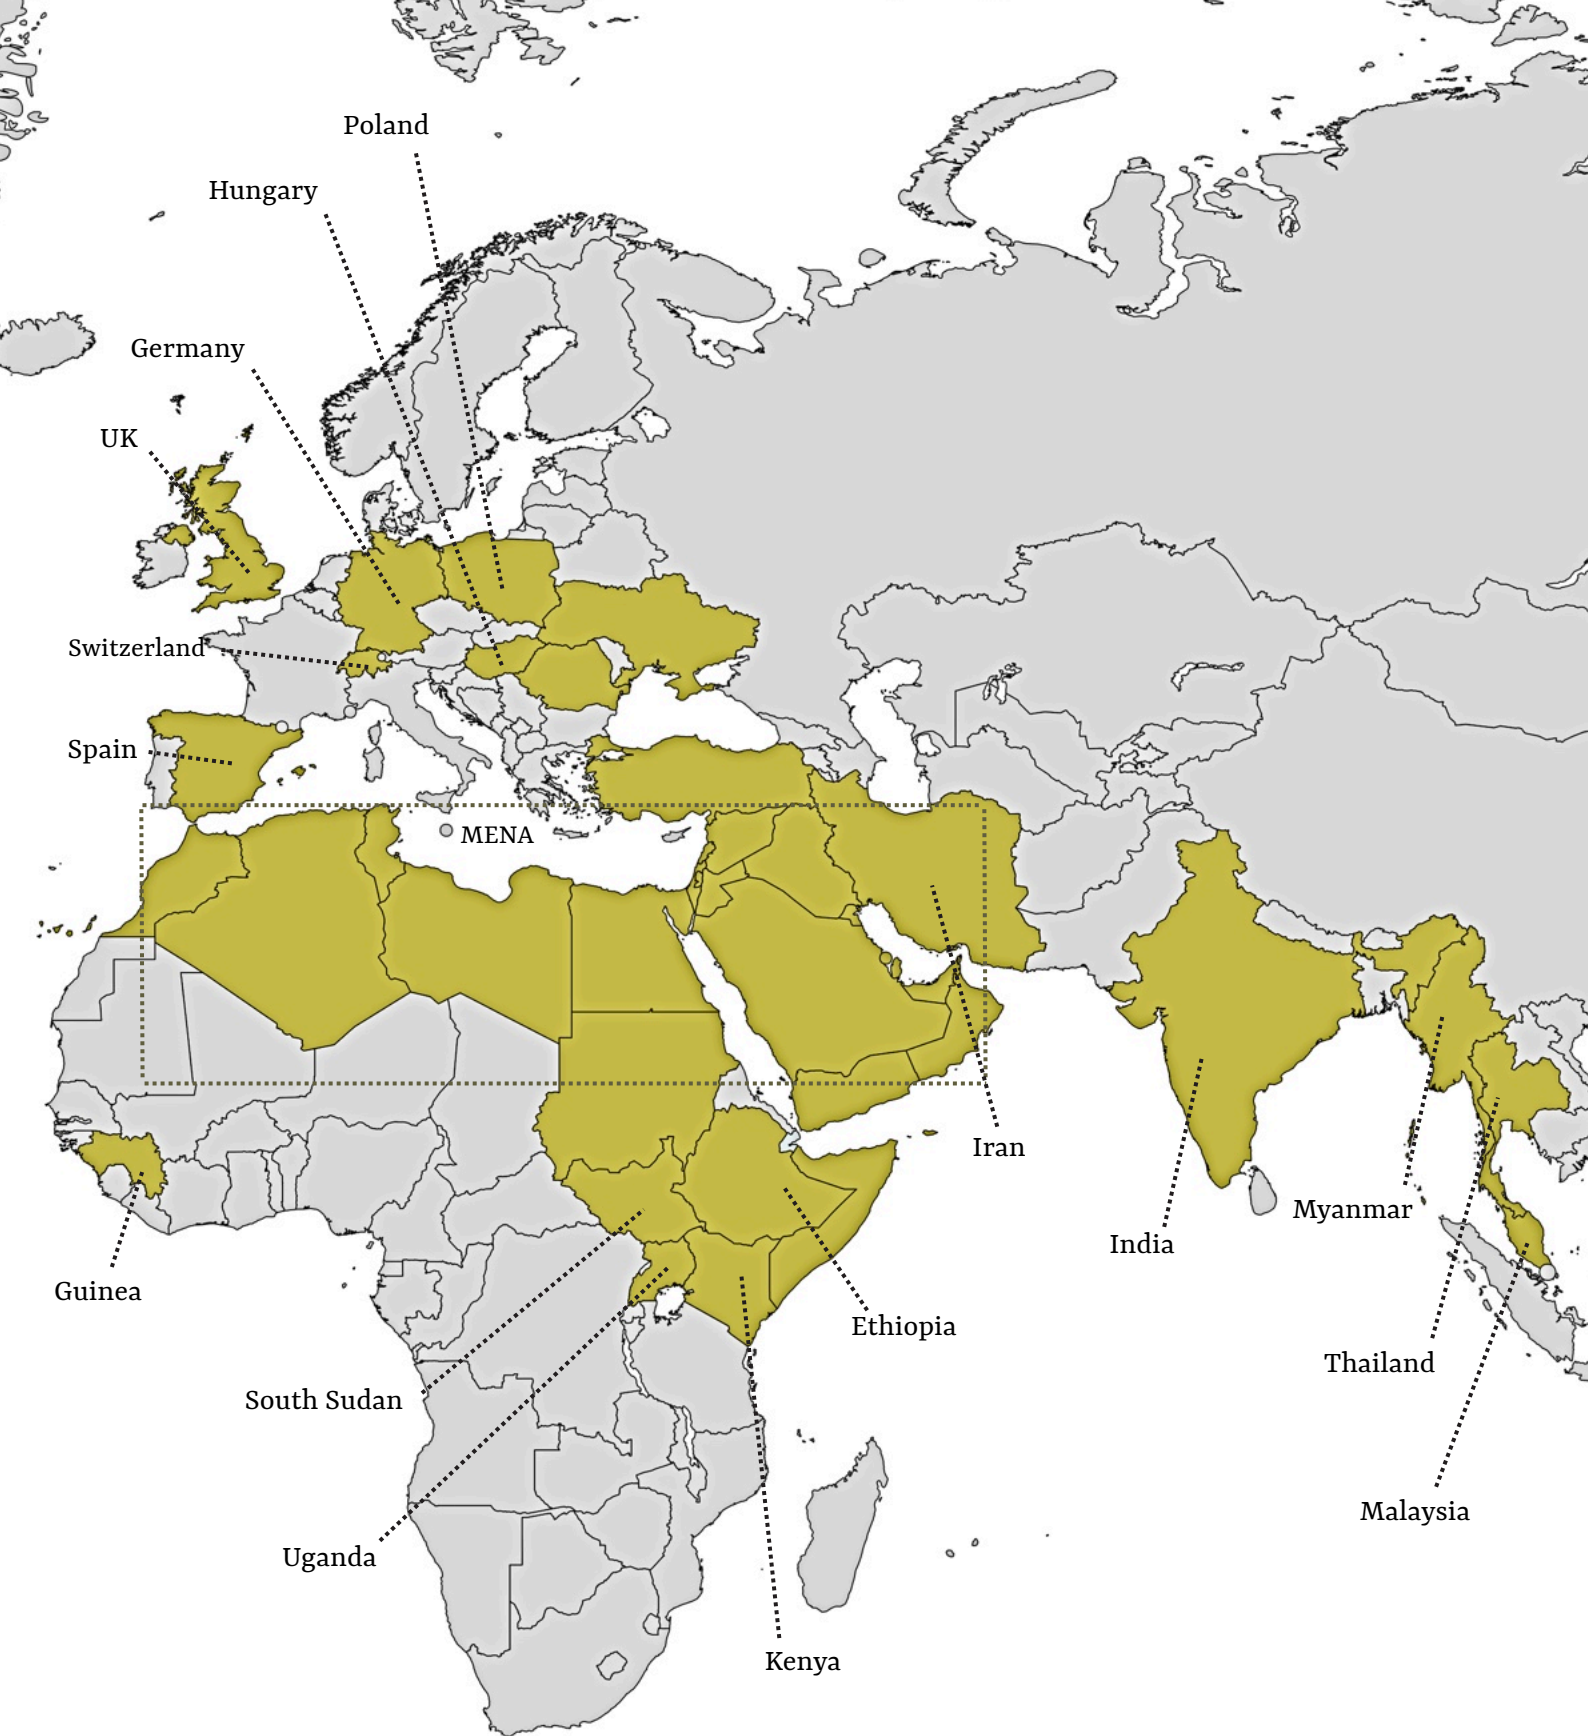 Poland
Hungary
Germany
UK
Switzerland
Spain
MENA
Iran
Myanmar
India
Guinea
Ethiopia
Thailand
South Sudan
Malaysia
Uganda
Kenya